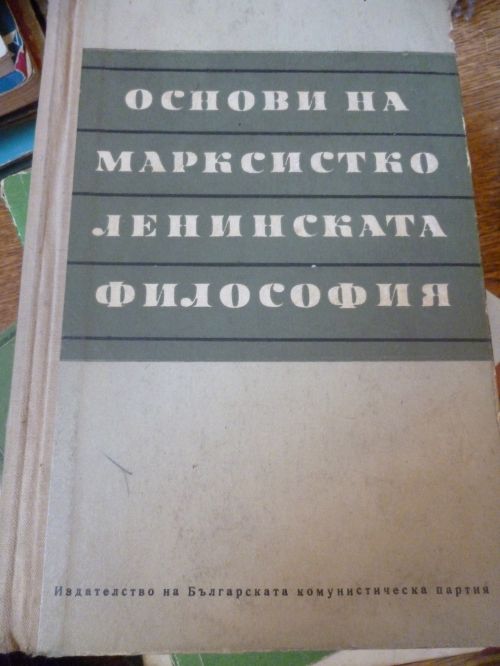 ОСНОВИ НА
МАРКСИСТКО
ЛЕНИНСКАТА
ФИЛОСОФИЯ
Издателство на Българската комунистическа партия